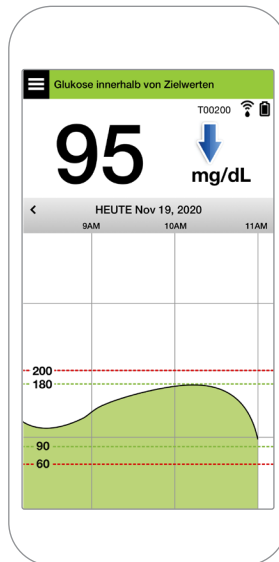 Glukose innerhalb von Zielwerten
T00200
95
mg/dL
< HEUTE Nov 19, 2020
9AM 10AM 11AM
200
180
90
60